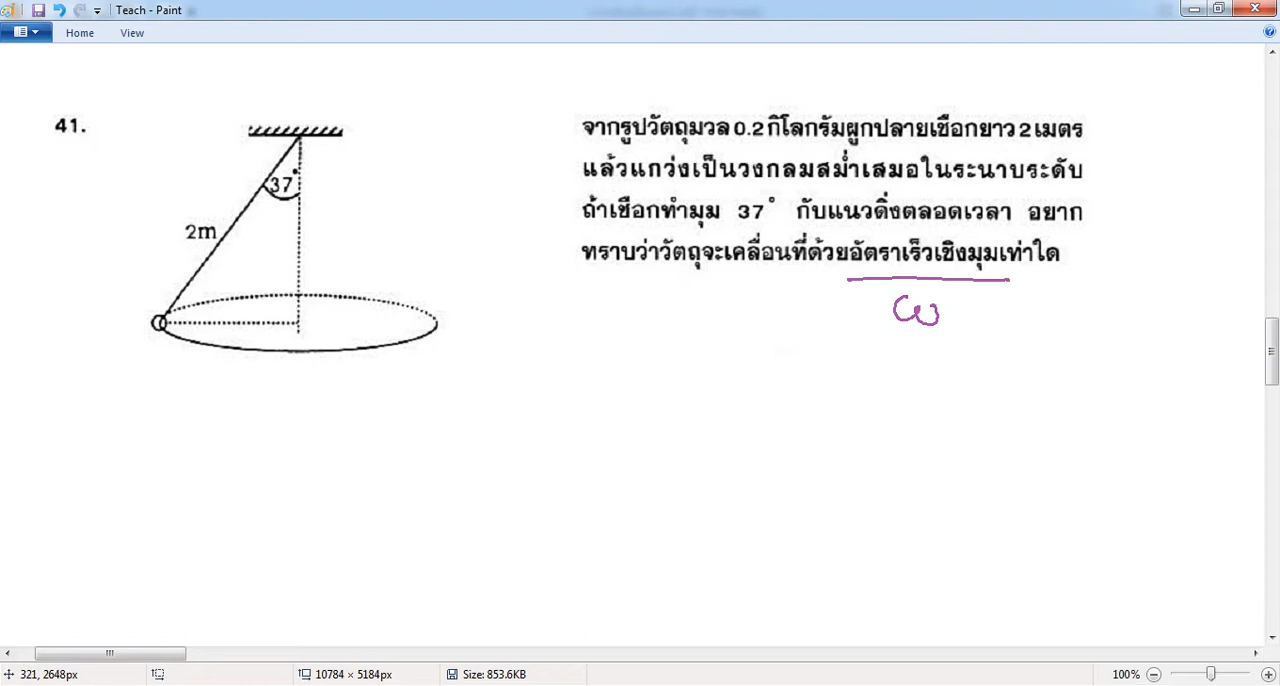 Teach - Paint
Home View
41.
37°
2m
จากรูปวัตถุมวล 0.2 กิโลกรัมผูกปลายเชือกยาว 2 เมตร
แล้วแกว่งเป็นวงกลมสม่ำเสมอในระนาบระดับ
ถ้าเชือกทำมุม 37° กับแนวดิ่งตลอดเวลา อยาก
ทราบว่าวัตถุจะเคลื่อนที่ด้วยอัตราเร็วเชิงมุมเท่าใด
ω
321, 2648px 10784 × 5184px Size: 853.6KB 100%